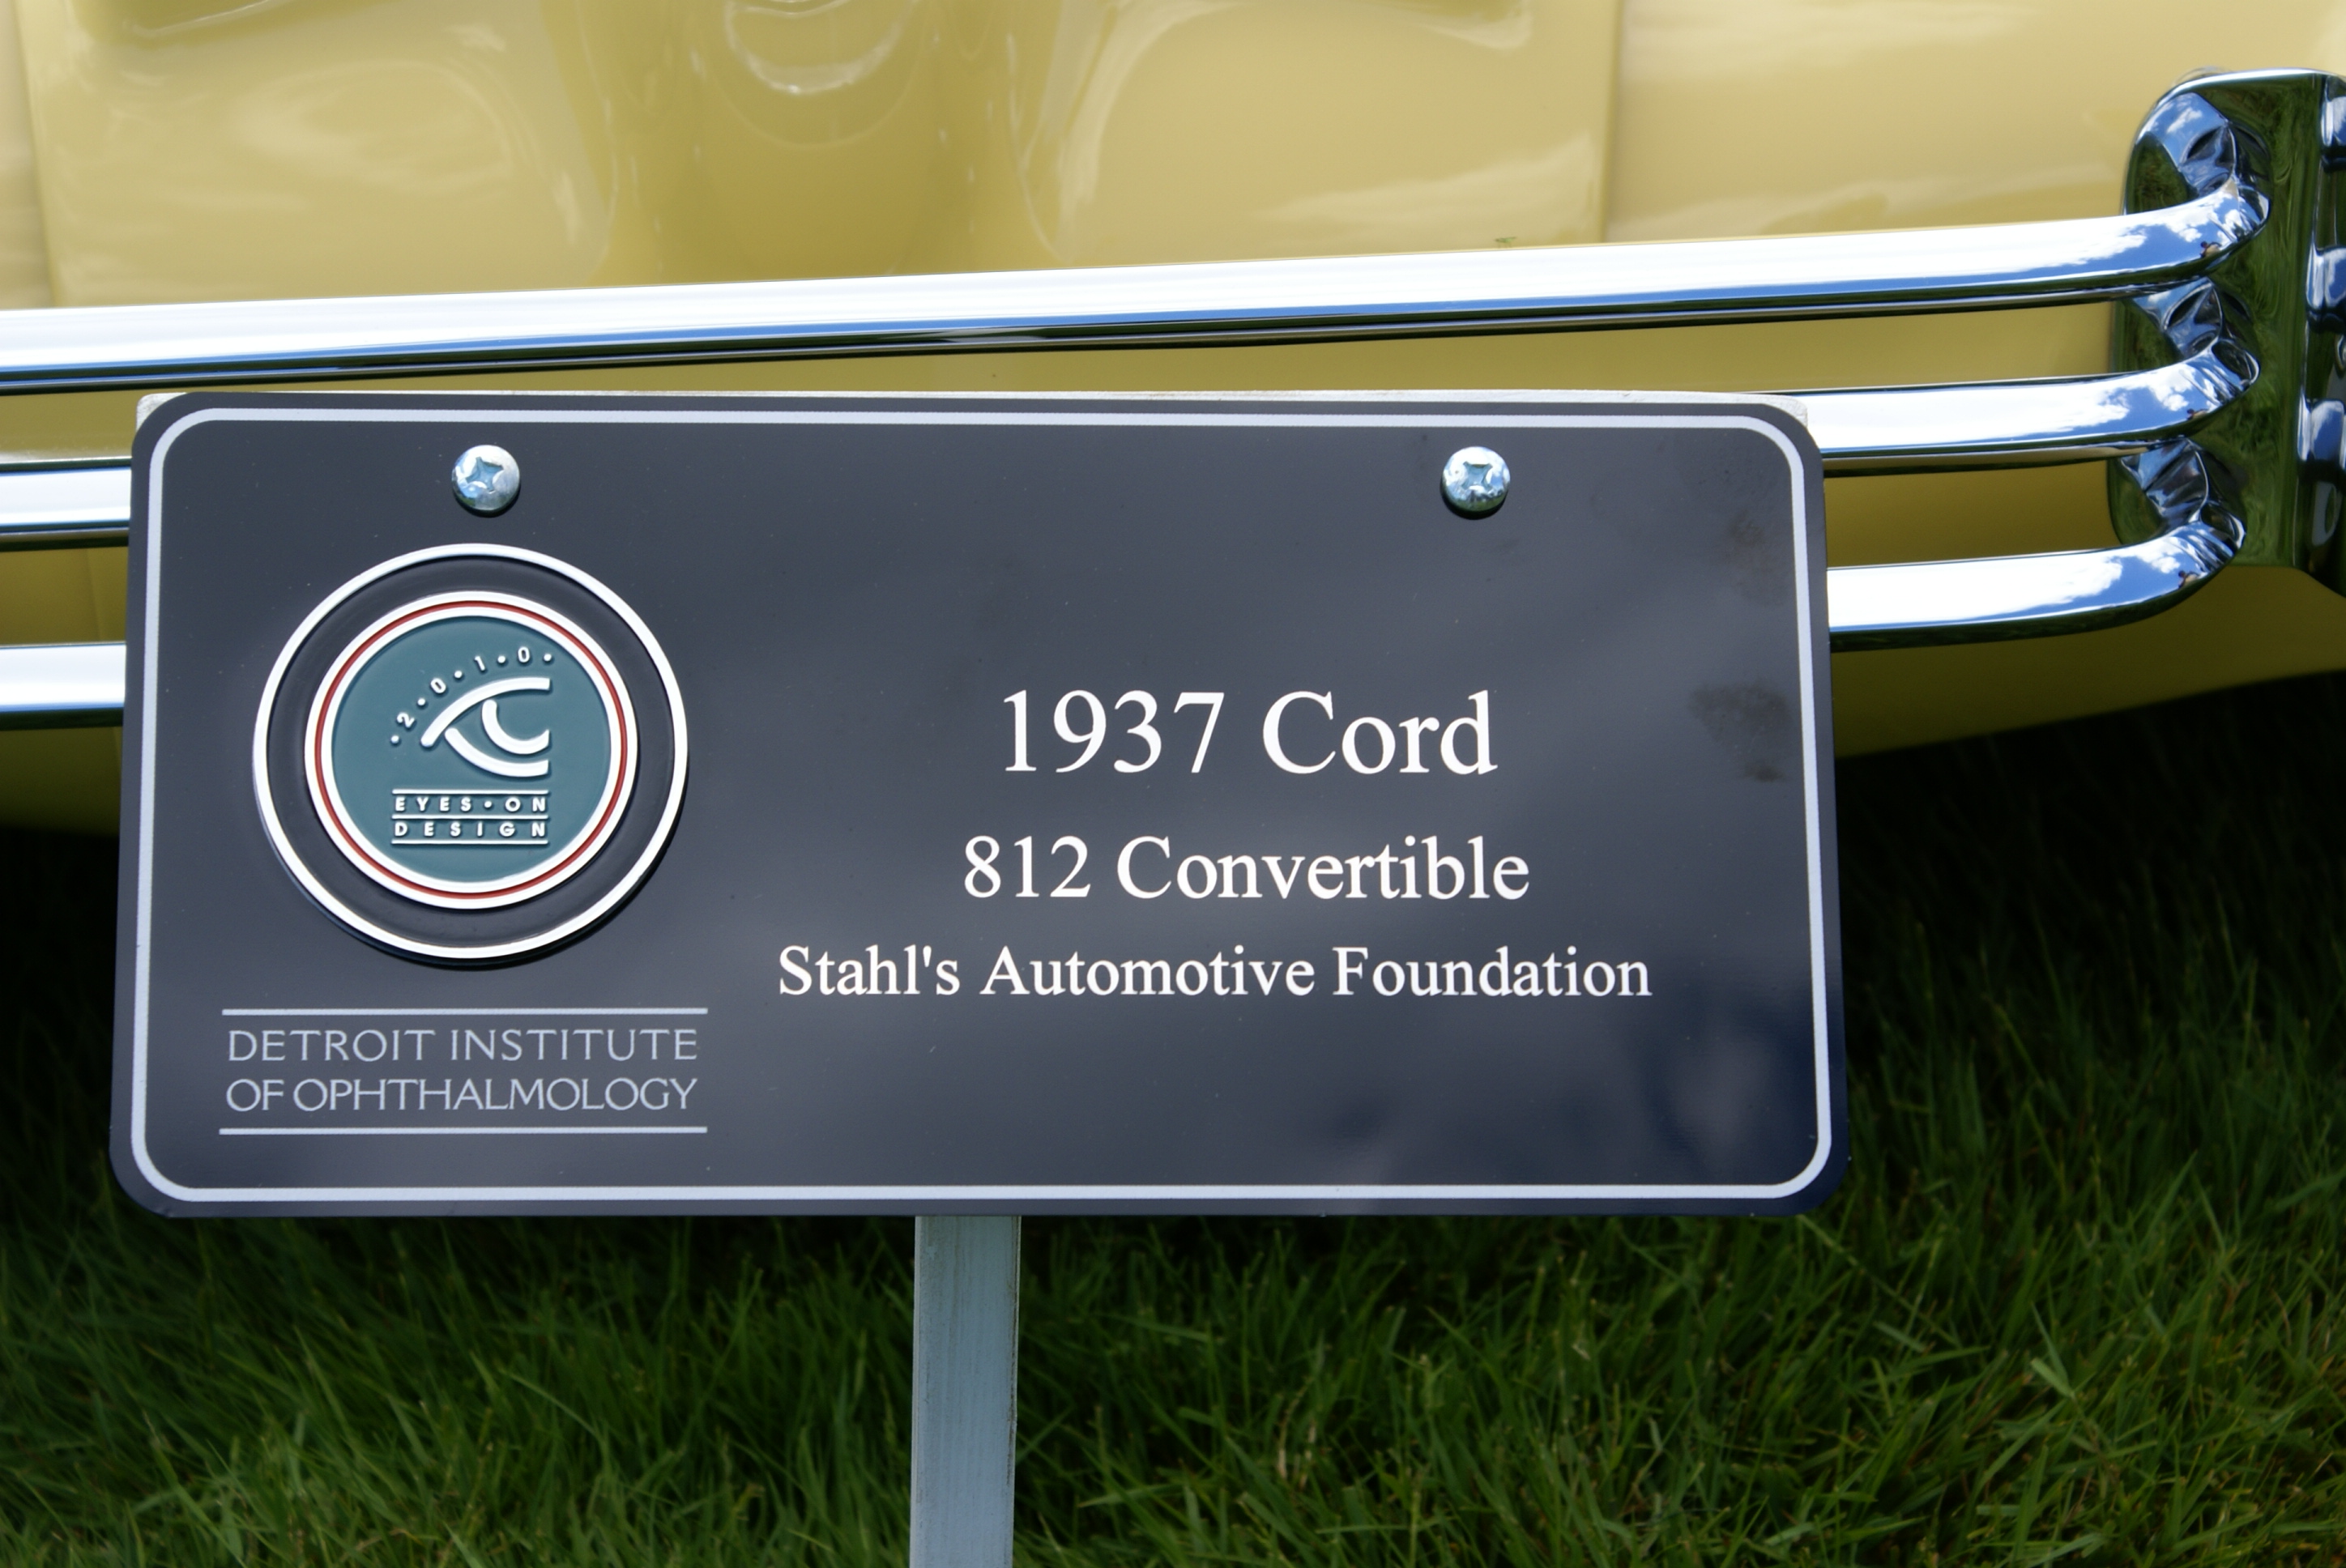 ·2·0·1·0·
EYES·ON
DESIGN
DETROIT INSTITUTE
OF OPHTHALMOLOGY
1937 Cord
812 Convertible
Stahl's Automotive Foundation